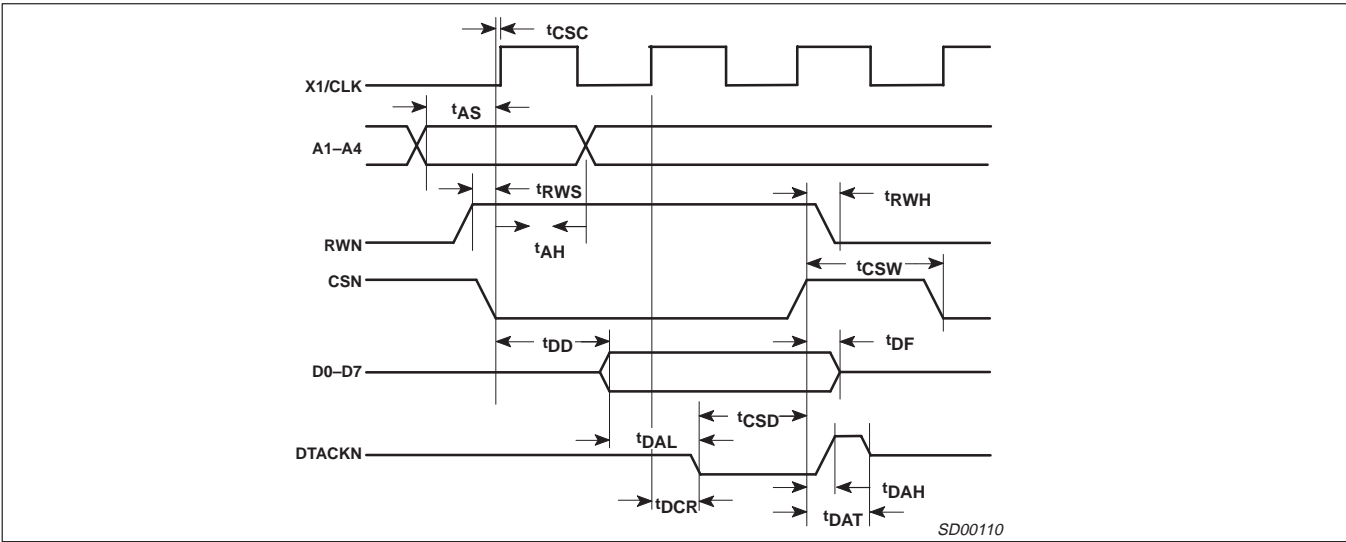 tCSC
X1/CLK
tAS
A1–A4
tRWS
tRWH
RWN
tAH
tCSW
CSN
tDD
tDF
D0–D7
tCSD
tDAL
DTACKN
tDAH
tDCR
tDAT
SD00110